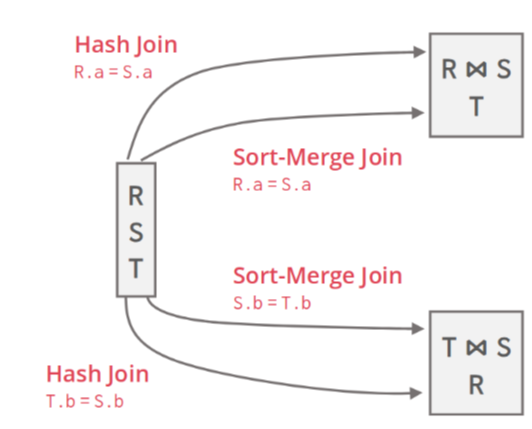 Hash Join
R.a=S.a
R ⋈ S
T
Sort-Merge Join
R.a=S.a
R
S
T
Sort-Merge Join
S.b=T.b
T ⋈ S
R
Hash Join
T.b=S.b